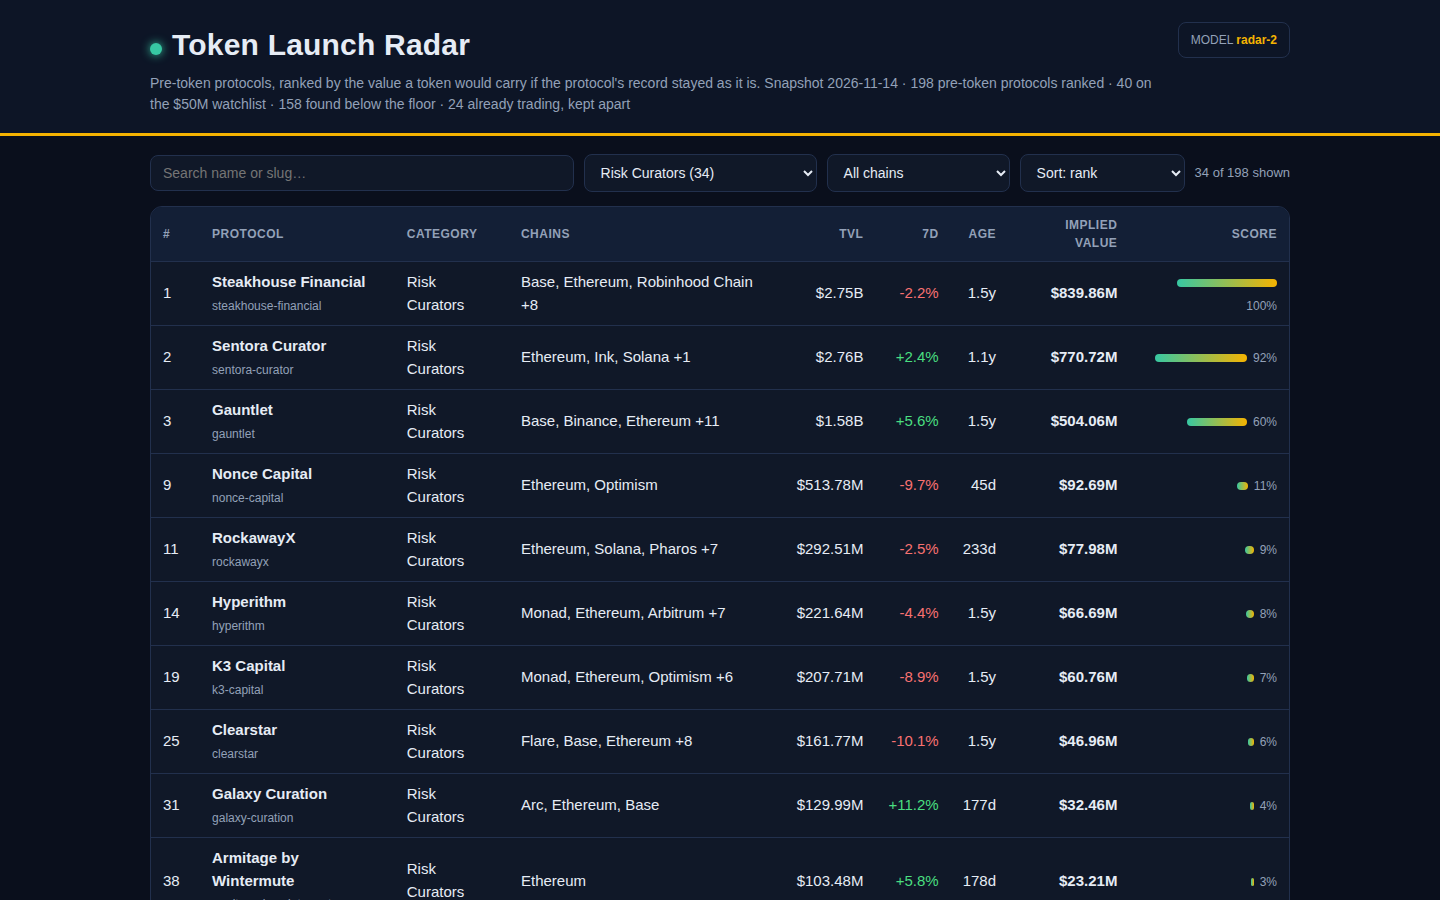 Token Launch Radar
MODEL radar-2
Pre-token protocols, ranked by the value a token would carry if the protocol's record stayed as it is. Snapshot 2026-11-14 · 198 pre-token protocols ranked · 40 on
the $50M watchlist · 158 found below the floor · 24 already trading, kept apart
Search name or slug…
Risk Curators (34)
All chains
Sort: rank
34 of 198 shown
# PROTOCOL CATEGORY CHAINS TVL 7D AGE IMPLIED VALUE SCORE
1 Steakhouse Financial steakhouse-financial Risk Curators Base, Ethereum, Robinhood Chain +8 $2.75B -2.2% 1.5y $839.86M 100%
2 Sentora Curator sentora-curator Risk Curators Ethereum, Ink, Solana +1 $2.76B +2.4% 1.1y $770.72M 92%
3 Gauntlet gauntlet Risk Curators Base, Binance, Ethereum +11 $1.58B +5.6% 1.5y $504.06M 60%
9 Nonce Capital nonce-capital Risk Curators Ethereum, Optimism $513.78M -9.7% 45d $92.69M 11%
11 RockawayX rockawayx Risk Curators Ethereum, Solana, Pharos +7 $292.51M -2.5% 233d $77.98M 9%
14 Hyperithm hyperithm Risk Curators Monad, Ethereum, Arbitrum +7 $221.64M -4.4% 1.5y $66.69M 8%
19 K3 Capital k3-capital Risk Curators Monad, Ethereum, Optimism +6 $207.71M -8.9% 1.5y $60.76M 7%
25 Clearstar clearstar Risk Curators Flare, Base, Ethereum +8 $161.77M -10.1% 1.5y $46.96M 6%
31 Galaxy Curation galaxy-curation Risk Curators Arc, Ethereum, Base $129.99M +11.2% 177d $32.46M 4%
38 Armitage by Wintermute Risk Curators Ethereum $103.48M +5.8% 178d $23.21M 3%